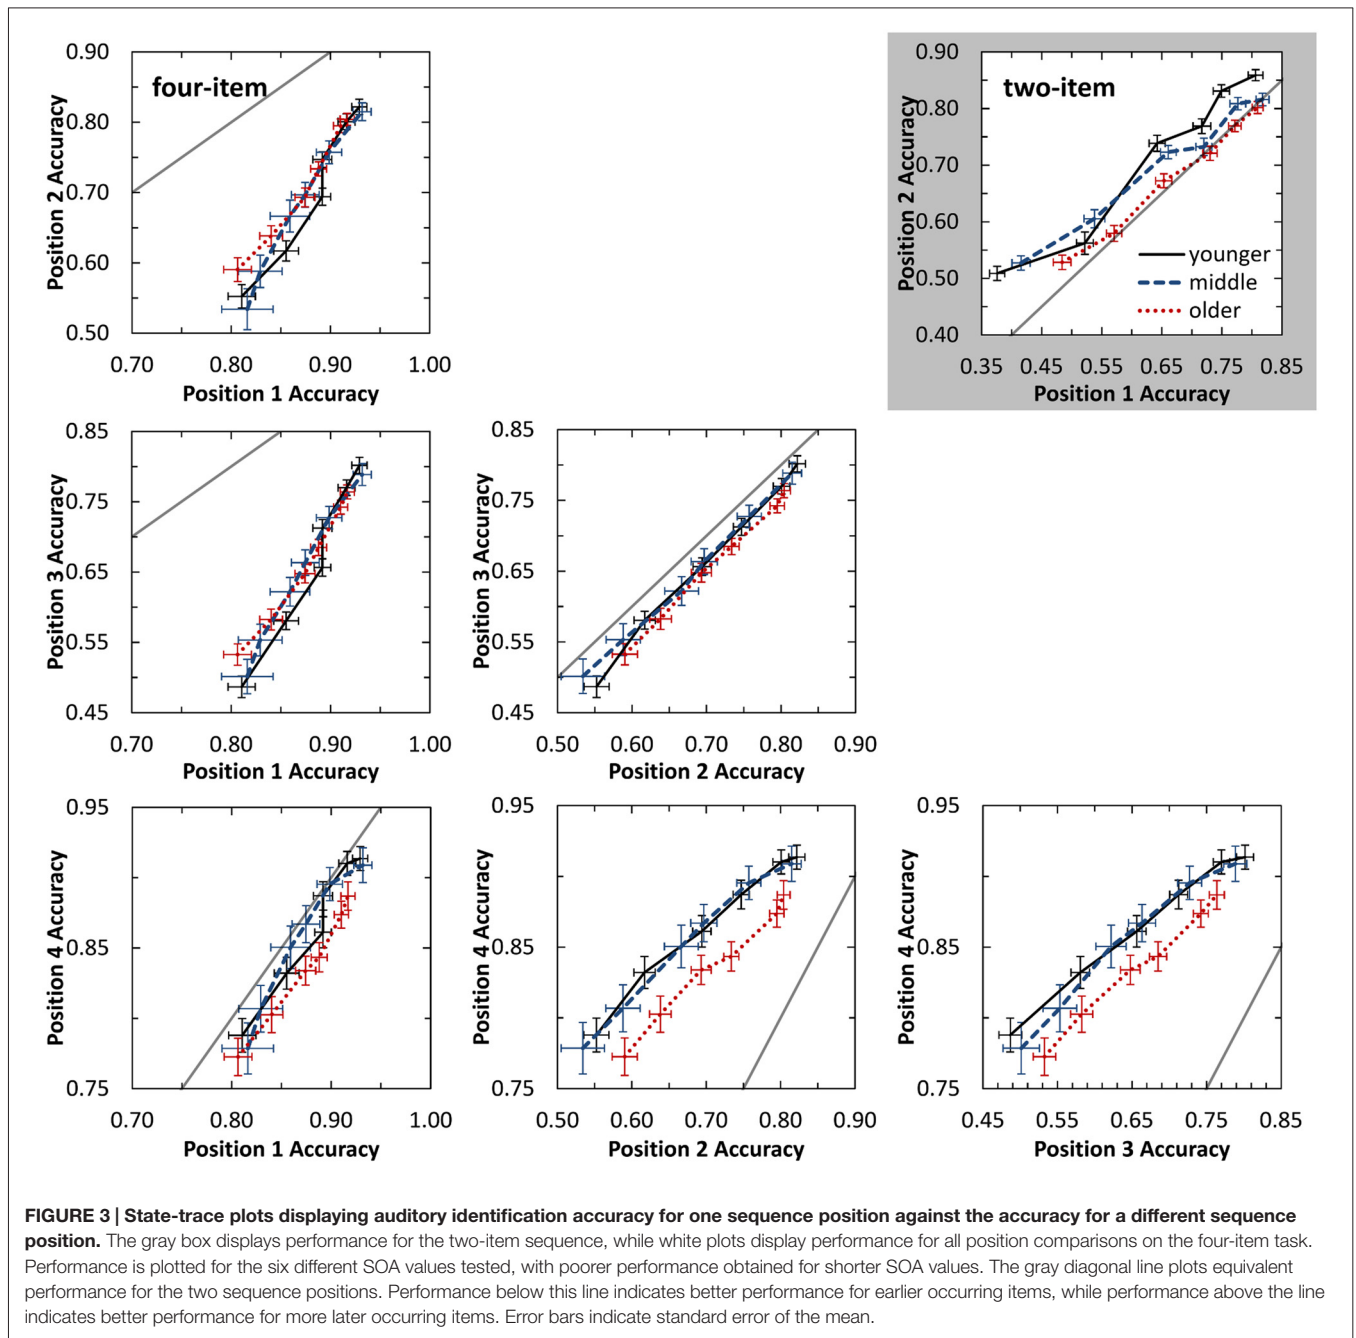 four-item
0.90
0.80
0.70
0.60
0.50
Position 2 Accuracy
0.70 0.80 0.90 1.00
Position 1 Accuracy
two-item
0.90
0.80
0.70
0.60
0.50
0.40
Position 2 Accuracy
younger
middle
older
0.35 0.45 0.55 0.65 0.75 0.85
Position 1 Accuracy
0.85
0.75
0.65
0.55
0.45
Position 3 Accuracy
0.70 0.80 0.90 1.00
Position 1 Accuracy
0.85
0.75
0.65
0.55
0.45
Position 3 Accuracy
0.50 0.60 0.70 0.80 0.90
Position 2 Accuracy
0.95
0.85
0.75
Position 4 Accuracy
0.70 0.80 0.90 1.00
Position 1 Accuracy
0.95
0.85
0.75
Position 4 Accuracy
0.50 0.60 0.70 0.80 0.90
Position 2 Accuracy
0.95
0.85
0.75
Position 4 Accuracy
0.45 0.55 0.65 0.75 0.85
Position 3 Accuracy
FIGURE 3 | State-trace plots displaying auditory identification accuracy for one sequence position against the accuracy for a different sequence
position. The gray box displays performance for the two-item sequence, while white plots display performance for all position comparisons on the four-item task.
Performance is plotted for the six different SOA values tested, with poorer performance obtained for shorter SOA values. The gray diagonal line plots equivalent
performance for the two sequence positions. Performance below this line indicates better performance for earlier occurring items, while performance above the line
indicates better performance for more later occurring items. Error bars indicate standard error of the mean.